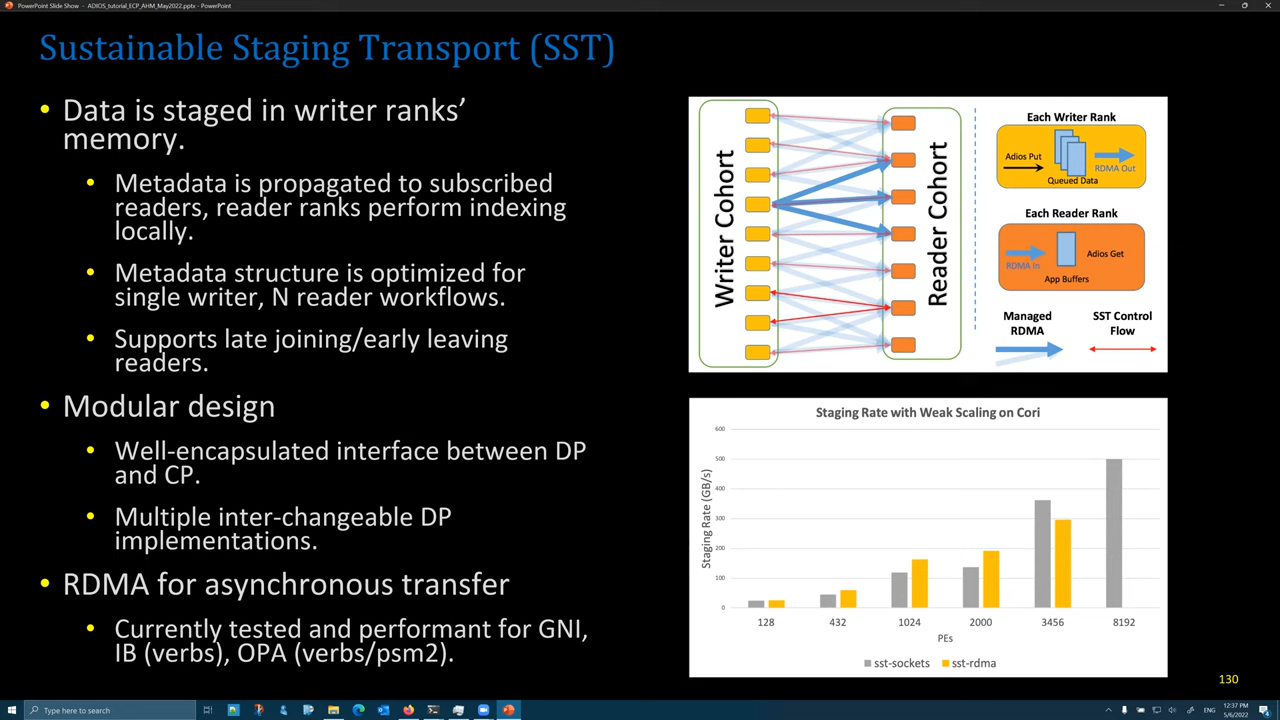 PowerPoint Slide Show - ADIOS_tutorial_ECP_AHM_May2022.pptx - PowerPoint
Sustainable Staging Transport (SST)
• Data is staged in writer ranks’
memory.
• Metadata is propagated to subscribed
readers, reader ranks perform indexing
locally.
• Metadata structure is optimized for
single writer, N reader workflows.
• Supports late joining/early leaving
readers.
• Modular design
• Well-encapsulated interface between DP
and CP.
• Multiple inter-changeable DP
implementations.
• RDMA for asynchronous transfer
• Currently tested and performant for GNI,
IB (verbs), OPA (verbs/psm2).
Writer Cohort
Reader Cohort
Each Writer Rank
Adios Put
RDMA Out
Queued Data
Each Reader Rank
RDMA In
Adios Get
App Buffers
Managed
RDMA
SST Control
Flow
Staging Rate with Weak Scaling on Cori
Staging Rate (GB/s)
600
500
400
300
200
100
0
128 432 1024 2000 3456 8192
PEs
sst-sockets sst-rdma
130
Type here to search
ENG
12:37 PM
5/6/2022